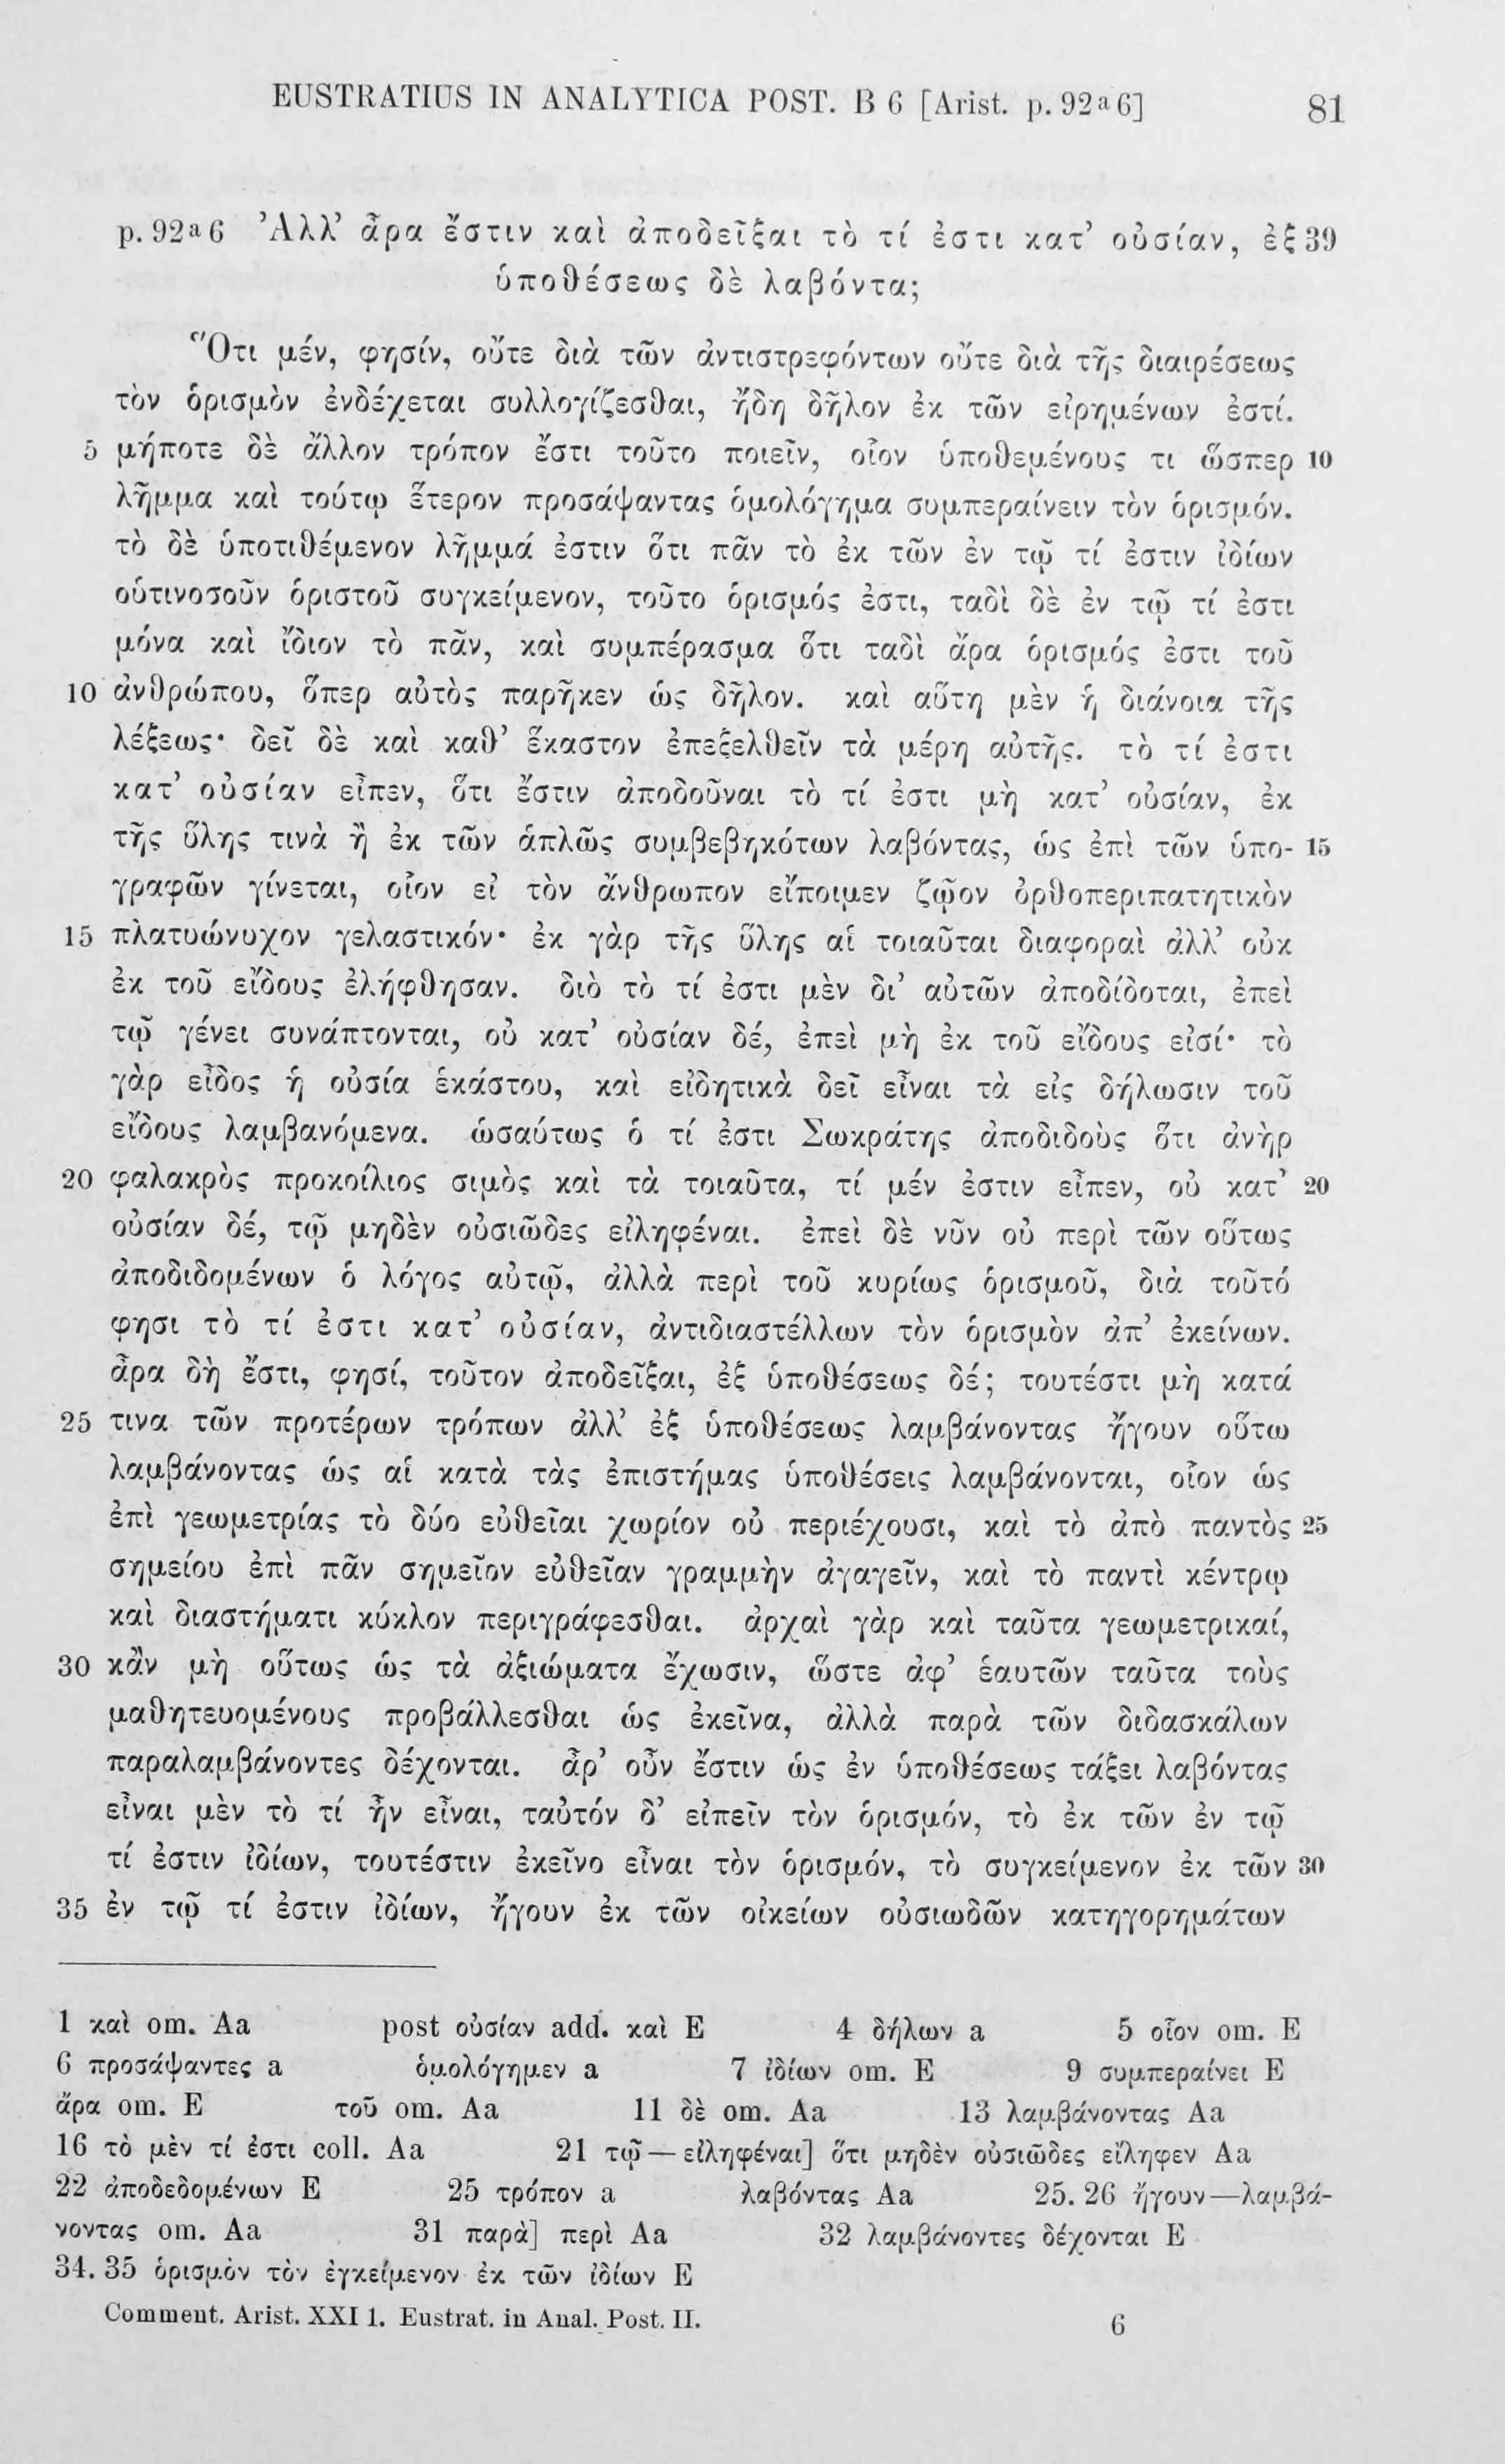 EUSTRATIUS IN ANALYTICA POST. B 6 [Arist. p. 92ᵃ6] 81
p. 92ᵃ6 Ἀλλ’ ἆρα ἔστιν καὶ ἀποδεῖξαι τὸ τί ἐστι κατ’ οὐσίαν, ἐξ 39
ὑποθέσεως δὲ λαβόντα;
Ὅτι μέν, φησίν, οὔτε διὰ τῶν ἀντιστρεφόντων οὔτε διὰ τῆς διαιρέσεως
τὸν ὁρισμὸν ἐνδέχεται συλλογίζεσθαι, ἤδη δῆλον ἐκ τῶν εἰρημένων ἐστί.
5 μήποτε δὲ ἄλλον τρόπον ἔστι τοῦτο ποιεῖν, οἷον ὑποθεμένους τι ὥσπερ 10
λῆμμα καὶ τούτῳ ἕτερον προσάψαντας ὁμολόγημα συμπεραίνειν τὸν ὁρισμόν.
τὸ δὲ ὑποτιθέμενον λῆμμά ἐστιν ὅτι πᾶν τὸ ἐκ τῶν ἐν τῷ τί ἐστιν ἰδίων
οὑτινοσοῦν ὁριστοῦ συγκείμενον, τοῦτο ὁρισμός ἐστι, ταδὶ δὲ ἐν τῷ τί ἐστι
μόνα καὶ ἴδιον τὸ πᾶν, καὶ συμπέρασμα ὅτι ταδὶ ἄρα ὁρισμός ἐστι τοῦ
10 ἀνθρώπου, ὅπερ αὐτὸς παρῆκεν ὡς δῆλον. καὶ αὕτη μὲν ἡ διάνοια τῆς
λέξεως· δεῖ δὲ καὶ καθ’ ἕκαστον ἐπεξελθεῖν τὰ μέρη αὐτῆς. τὸ τί ἐστι
κατ’ οὐσίαν εἶπεν, ὅτι ἔστιν ἀποδοῦναι τὸ τί ἐστι μὴ κατ’ οὐσίαν, ἐκ
τῆς ὕλης τινὰ ἢ ἐκ τῶν ἁπλῶς συμβεβηκότων λαβόντας, ὡς ἐπὶ τῶν ὑπο- 15
γραφῶν γίνεται, οἷον εἰ τὸν ἄνθρωπον εἴποιμεν ζῷον ὀρθοπεριπατητικὸν
15 πλατυώνυχον γελαστικόν· ἐκ γὰρ τῆς ὕλης αἱ τοιαῦται διαφοραὶ ἀλλ’ οὐκ
ἐκ τοῦ εἴδους ἐλήφθησαν. διὸ τὸ τί ἐστι μὲν δι’ αὐτῶν ἀποδίδοται, ἐπεὶ
τῷ γένει συνάπτονται, οὐ κατ’ οὐσίαν δέ, ἐπεὶ μὴ ἐκ τοῦ εἴδους εἰσί· τὸ
γὰρ εἶδος ἡ οὐσία ἑκάστου, καὶ εἰδητικὰ δεῖ εἶναι τὰ εἰς δήλωσιν τοῦ
εἴδους λαμβανόμενα. ὡσαύτως ὁ τί ἐστι Σωκράτης ἀποδιδοὺς ὅτι ἀνὴρ
20 φαλακρὸς προκοίλιος σιμὸς καὶ τὰ τοιαῦτα, τί μέν ἐστιν εἶπεν, οὐ κατ’ 20
οὐσίαν δέ, τῷ μηδὲν οὐσιῶδες εἰληφέναι. ἐπεὶ δὲ νῦν οὐ περὶ τῶν οὕτως
ἀποδιδομένων ὁ λόγος αὐτῷ, ἀλλὰ περὶ τοῦ κυρίως ὁρισμοῦ, διὰ τοῦτό
φησι τὸ τί ἐστι κατ’ οὐσίαν, ἀντιδιαστέλλων τὸν ὁρισμὸν ἀπ’ ἐκείνων.
ἆρα δὴ ἔστι, φησί, τοῦτον ἀποδεῖξαι, ἐξ ὑποθέσεως δέ; τουτέστι μὴ κατά
25 τινα τῶν προτέρων τρόπων ἀλλ’ ἐξ ὑποθέσεως λαμβάνοντας ἤγουν οὕτω
λαμβάνοντας ὡς αἱ κατὰ τὰς ἐπιστήμας ὑποθέσεις λαμβάνονται, οἷον ὡς
ἐπὶ γεωμετρίας τὸ δύο εὐθεῖαι χωρίον οὐ περιέχουσι, καὶ τὸ ἀπὸ παντὸς 25
σημείου ἐπὶ πᾶν σημεῖον εὐθεῖαν γραμμὴν ἀγαγεῖν, καὶ τὸ παντὶ κέντρῳ
καὶ διαστήματι κύκλον περιγράφεσθαι. ἀρχαὶ γὰρ καὶ ταῦτα γεωμετρικαί,
30 κἂν μὴ οὕτως ὡς τὰ ἀξιώματα ἔχωσιν, ὥστε ἀφ’ ἑαυτῶν ταῦτα τοὺς
μαθητευομένους προβάλλεσθαι ὡς ἐκεῖνα, ἀλλὰ παρὰ τῶν διδασκάλων
παραλαμβάνοντες δέχονται. ἆρ’ οὖν ἔστιν ὡς ἐν ὑποθέσεως τάξει λαβόντας
εἶναι μὲν τὸ τί ἦν εἶναι, ταὐτόν δ’ εἰπεῖν τὸν ὁρισμόν, τὸ ἐκ τῶν ἐν τῷ
τί ἐστιν ἰδίων, τουτέστιν ἐκεῖνο εἶναι τὸν ὁρισμόν, τὸ συγκείμενον ἐκ τῶν 30
35 ἐν τῷ τί ἐστιν ἰδίων, ἤγουν ἐκ τῶν οἰκείων οὐσιωδῶν κατηγορημάτων
1 καὶ om. Aa post οὐσίαν add. καὶ E 4 δήλων a 5 οἷον om. E
6 προσάψαντες a ὁμολόγημεν a 7 ἰδίων om. E 9 συμπεραίνει E
ἄρα om. E τοῦ om. Aa 11 δὲ om. Aa 13 λαμβάνοντας Aa
16 τὸ μὲν τί ἐστι coll. Aa 21 τῷ — εἰληφέναι] ὅτι μηδὲν οὐσιῶδες εἴληφεν Aa
22 ἀποδεδομένων E 25 τρόπον a λαβόντας Aa 25. 26 ἤγουν—λαμβά-
νοντας om. Aa 31 παρὰ] περὶ Aa 32 λαμβάνοντες δέχονται E
34. 35 ὁρισμὸν τὸν ἐγκείμενον ἐκ τῶν ἰδίων E
Comment. Arist. XXI 1. Eustrat. in Anal. Post. II. 6